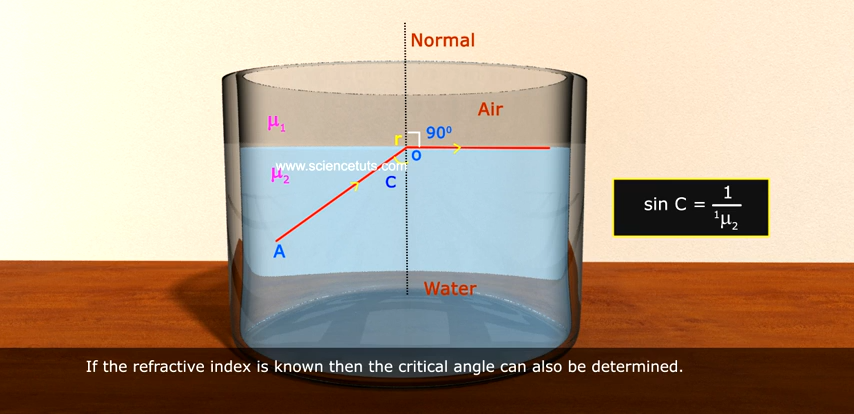 Normal
Air
μ₁
r 90⁰
O
www.sciencetuts.com
μ₂
C
sin C = 1/¹μ₂
A
Water
If the refractive index is known then the critical angle can also be determined.